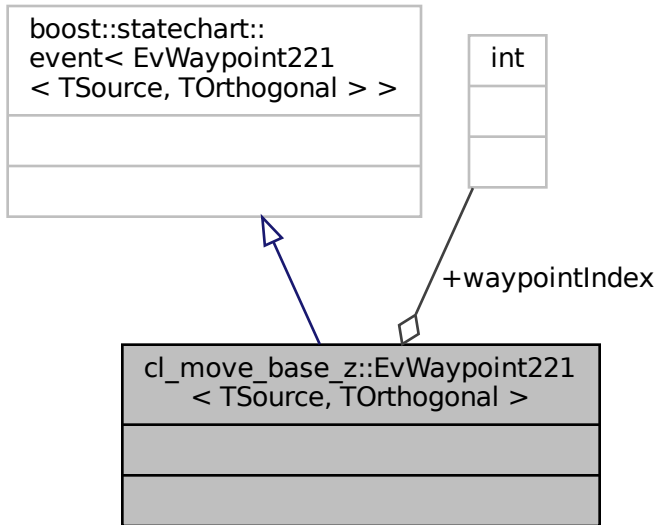 boost::statechart::
event< EvWaypoint221
< TSource, TOrthogonal > >
int
+waypointIndex
cl_move_base_z::EvWaypoint221
< TSource, TOrthogonal >